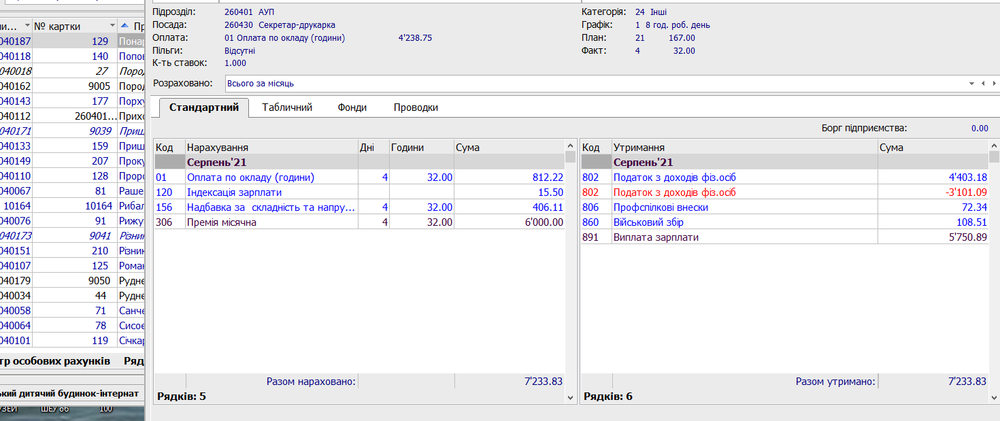 № картки
040187 129 Понар
040118 140 Попов
040018 27 Пород
040162 9005 Пород
040143 177 Порху
040112 260401... Прихо
040171 9039 Прищ
040133 159 Прищ
040149 207 Проку
040110 128 Проро
040067 81 Раше
10164 10164 Рибал
040076 91 Рижу
040173 9041 Різни
040151 210 Різник
040107 125 Роман
040179 9050 Рудне
040034 44 Рудне
040058 71 Санче
040064 78 Сисое
040101 119 Січкар
тр особових рахунків Ряд
ький дитячий будинок-інтернат
УЗЕЙ ШЕУ об 100
Підрозділ: 260401 АУП
Посада: 260430 Секретар-друкарка
Оплата: 01 Оплата по окладу (години) 4'238.75
Пільги: Відсутні
К-ть ставок: 1.000
Категорія: 24 Інші
Графік: 1 8 год. роб. день
План: 21 167.00
Факт: 4 32.00
Розраховано: Всього за місяць
Стандартний Табличний Фонди Проводки
Борг підприємства: 0.00
Код Нарахування Дні Години Сума
Серпень'21
01 Оплата по окладу (години) 4 32.00 812.22
120 Індексація зарплати 15.50
156 Надбавка за складність та напру... 4 32.00 406.11
306 Премія місячна 4 32.00 6'000.00
Разом нараховано: 7'233.83
Рядків: 5
Код Утримання Сума
Серпень'21
802 Податок з доходів фіз.осіб 4'403.18
802 Податок з доходів фіз.осіб -3'101.09
806 Профспілкові внески 72.34
860 Військовий збір 108.51
891 Виплата зарплати 5'750.89
Разом утримано: 7'233.83
Рядків: 6